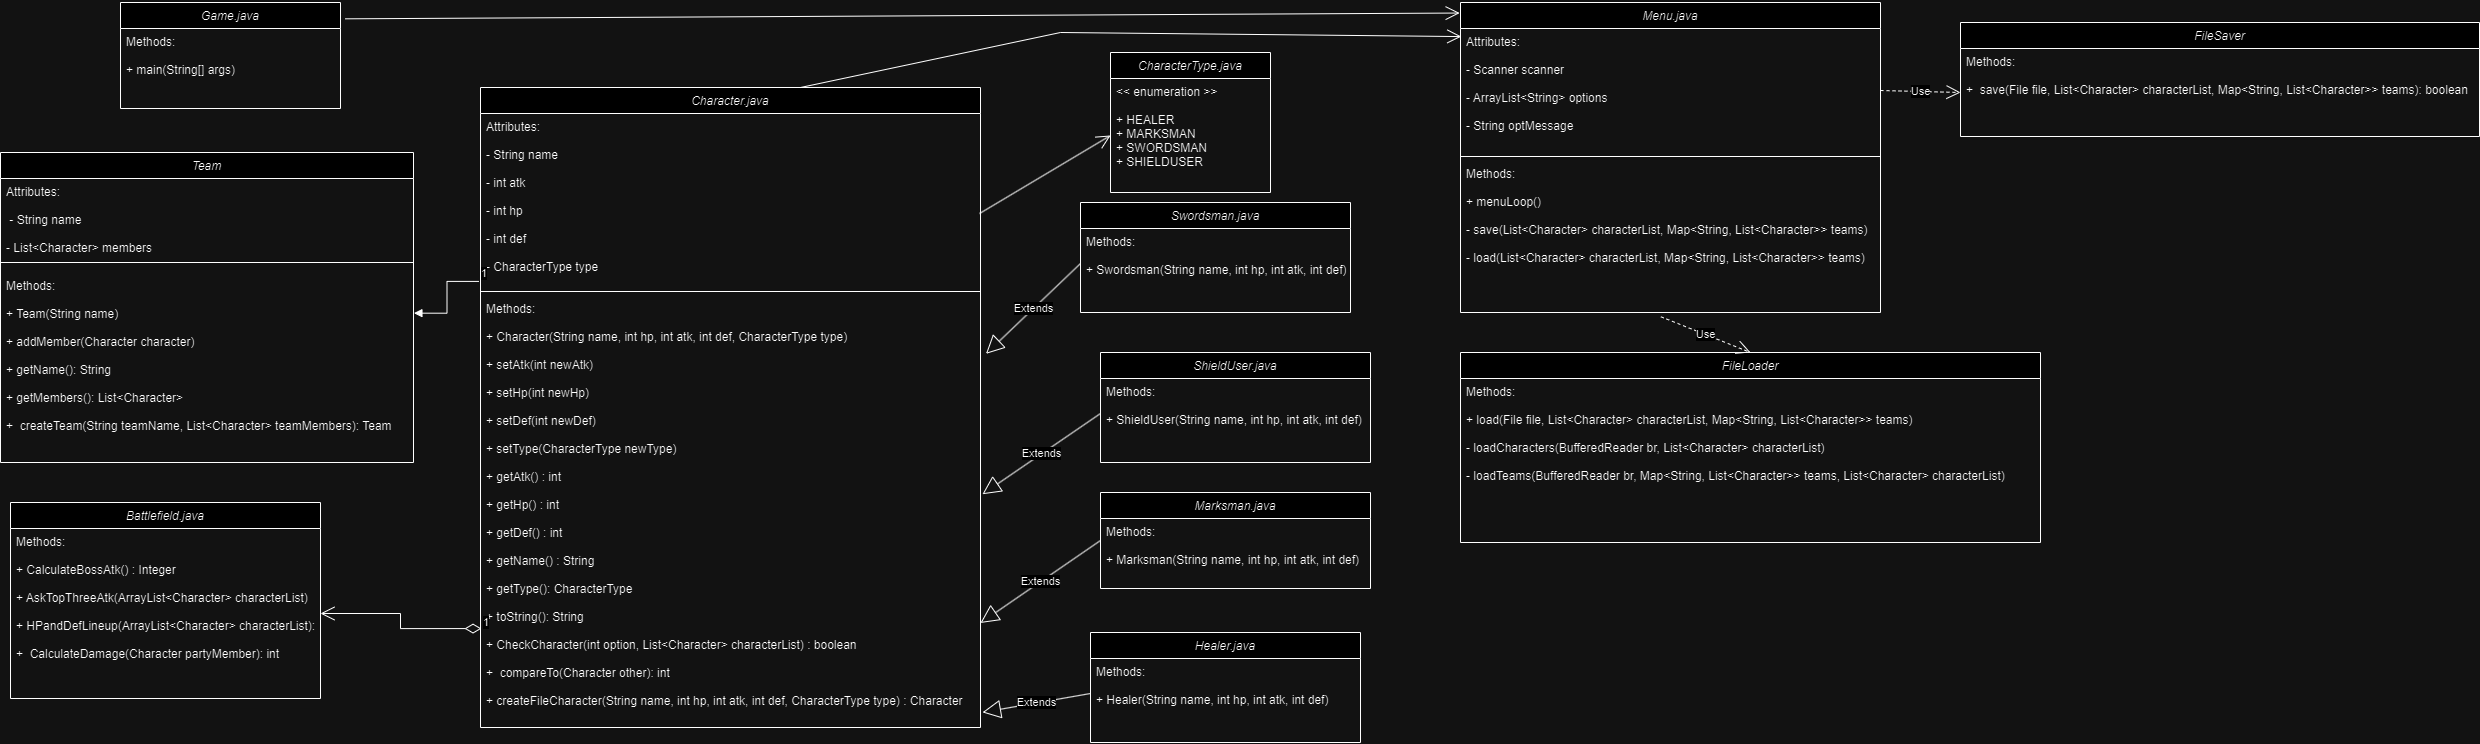 Game.java
Methods:
+ main(String[] args)
Team
Attributes:
- String name
- List<Character> members
Methods:
+ Team(String name)
+ addMember(Character character)
+ getName(): String
+ getMembers(): List<Character>
+ createTeam(String teamName, List<Character> teamMembers): Team
Battlefield.java
Methods:
+ CalculateBossAtk() : Integer
+ AskTopThreeAtk(ArrayList<Character> characterList)
+ HPandDefLineup(ArrayList<Character> characterList):
+ CalculateDamage(Character partyMember): int
Character.java
Attributes:
- String name
- int atk
- int hp
- int def
- CharacterType type
1
Methods:
+ Character(String name, int hp, int atk, int def, CharacterType type)
+ setAtk(int newAtk)
+ setHp(int newHp)
+ setDef(int newDef)
+ setType(CharacterType newType)
+ getAtk() : int
+ getHp() : int
+ getDef() : int
+ getName() : String
+ getType(): CharacterType
+ toString(): String
1
+ CheckCharacter(int option, List<Character> characterList) : boolean
+ compareTo(Character other): int
+ createFileCharacter(String name, int hp, int atk, int def, CharacterType type) : Character
CharacterType.java
<< enumeration >>
+ HEALER
+ MARKSMAN
+ SWORDSMAN
+ SHIELDUSER
Swordsman.java
Methods:
+ Swordsman(String name, int hp, int atk, int def)
Extends
ShieldUser.java
Methods:
+ ShieldUser(String name, int hp, int atk, int def)
Extends
Marksman.java
Methods:
+ Marksman(String name, int hp, int atk, int def)
Extends
Healer.java
Methods:
+ Healer(String name, int hp, int atk, int def)
Extends
Menu.java
Attributes:
- Scanner scanner
- ArrayList<String> options
- String optMessage
Methods:
+ menuLoop()
- save(List<Character> characterList, Map<String, List<Character>> teams)
- load(List<Character> characterList, Map<String, List<Character>> teams)
Use
FileSaver
Methods:
+ save(File file, List<Character> characterList, Map<String, List<Character>> teams): boolean
Use
FileLoader
Methods:
+ load(File file, List<Character> characterList, Map<String, List<Character>> teams)
- loadCharacters(BufferedReader br, List<Character> characterList)
- loadTeams(BufferedReader br, Map<String, List<Character>> teams, List<Character> characterList)